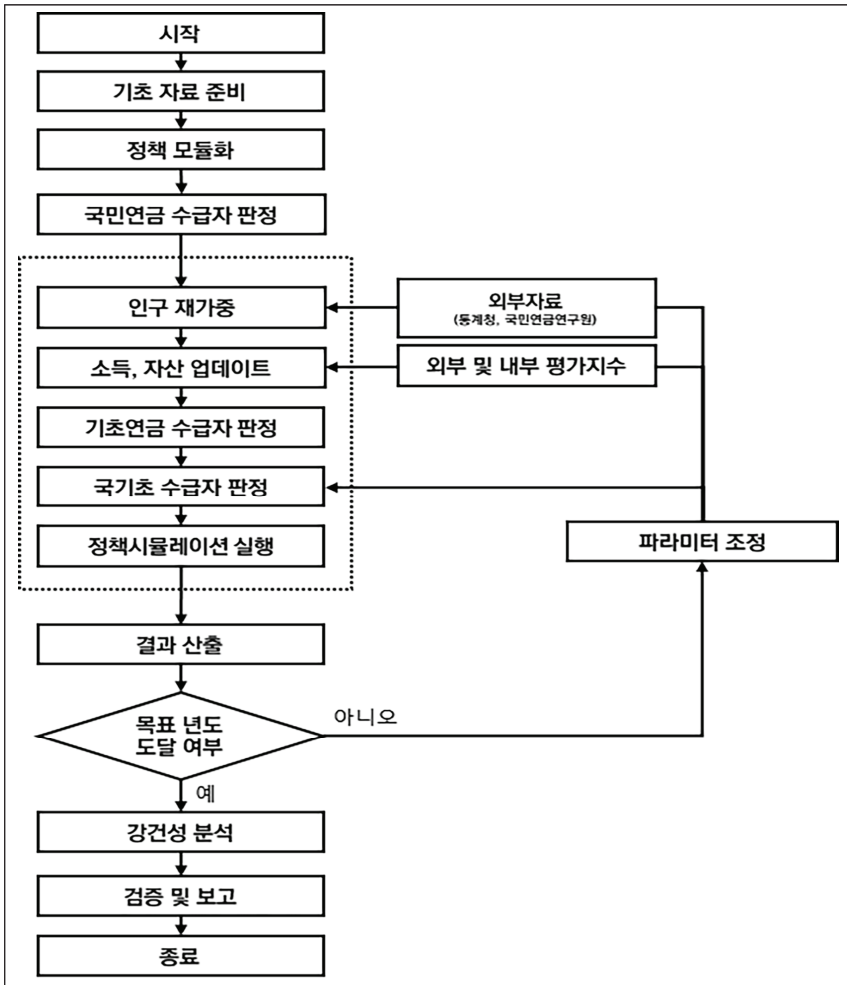 시작
기초 자료 준비
정책 모듈화
국민연금 수급자 판정
인구 재가중
외부자료
(통계청, 국민연금연구원)
소득, 자산 업데이트
외부 및 내부 평가지수
기초연금 수급자 판정
국기초 수급자 판정
정책시뮬레이션 실행
파라미터 조정
결과 산출
목표 년도
도달 여부
아니오
예
강건성 분석
검증 및 보고
종료